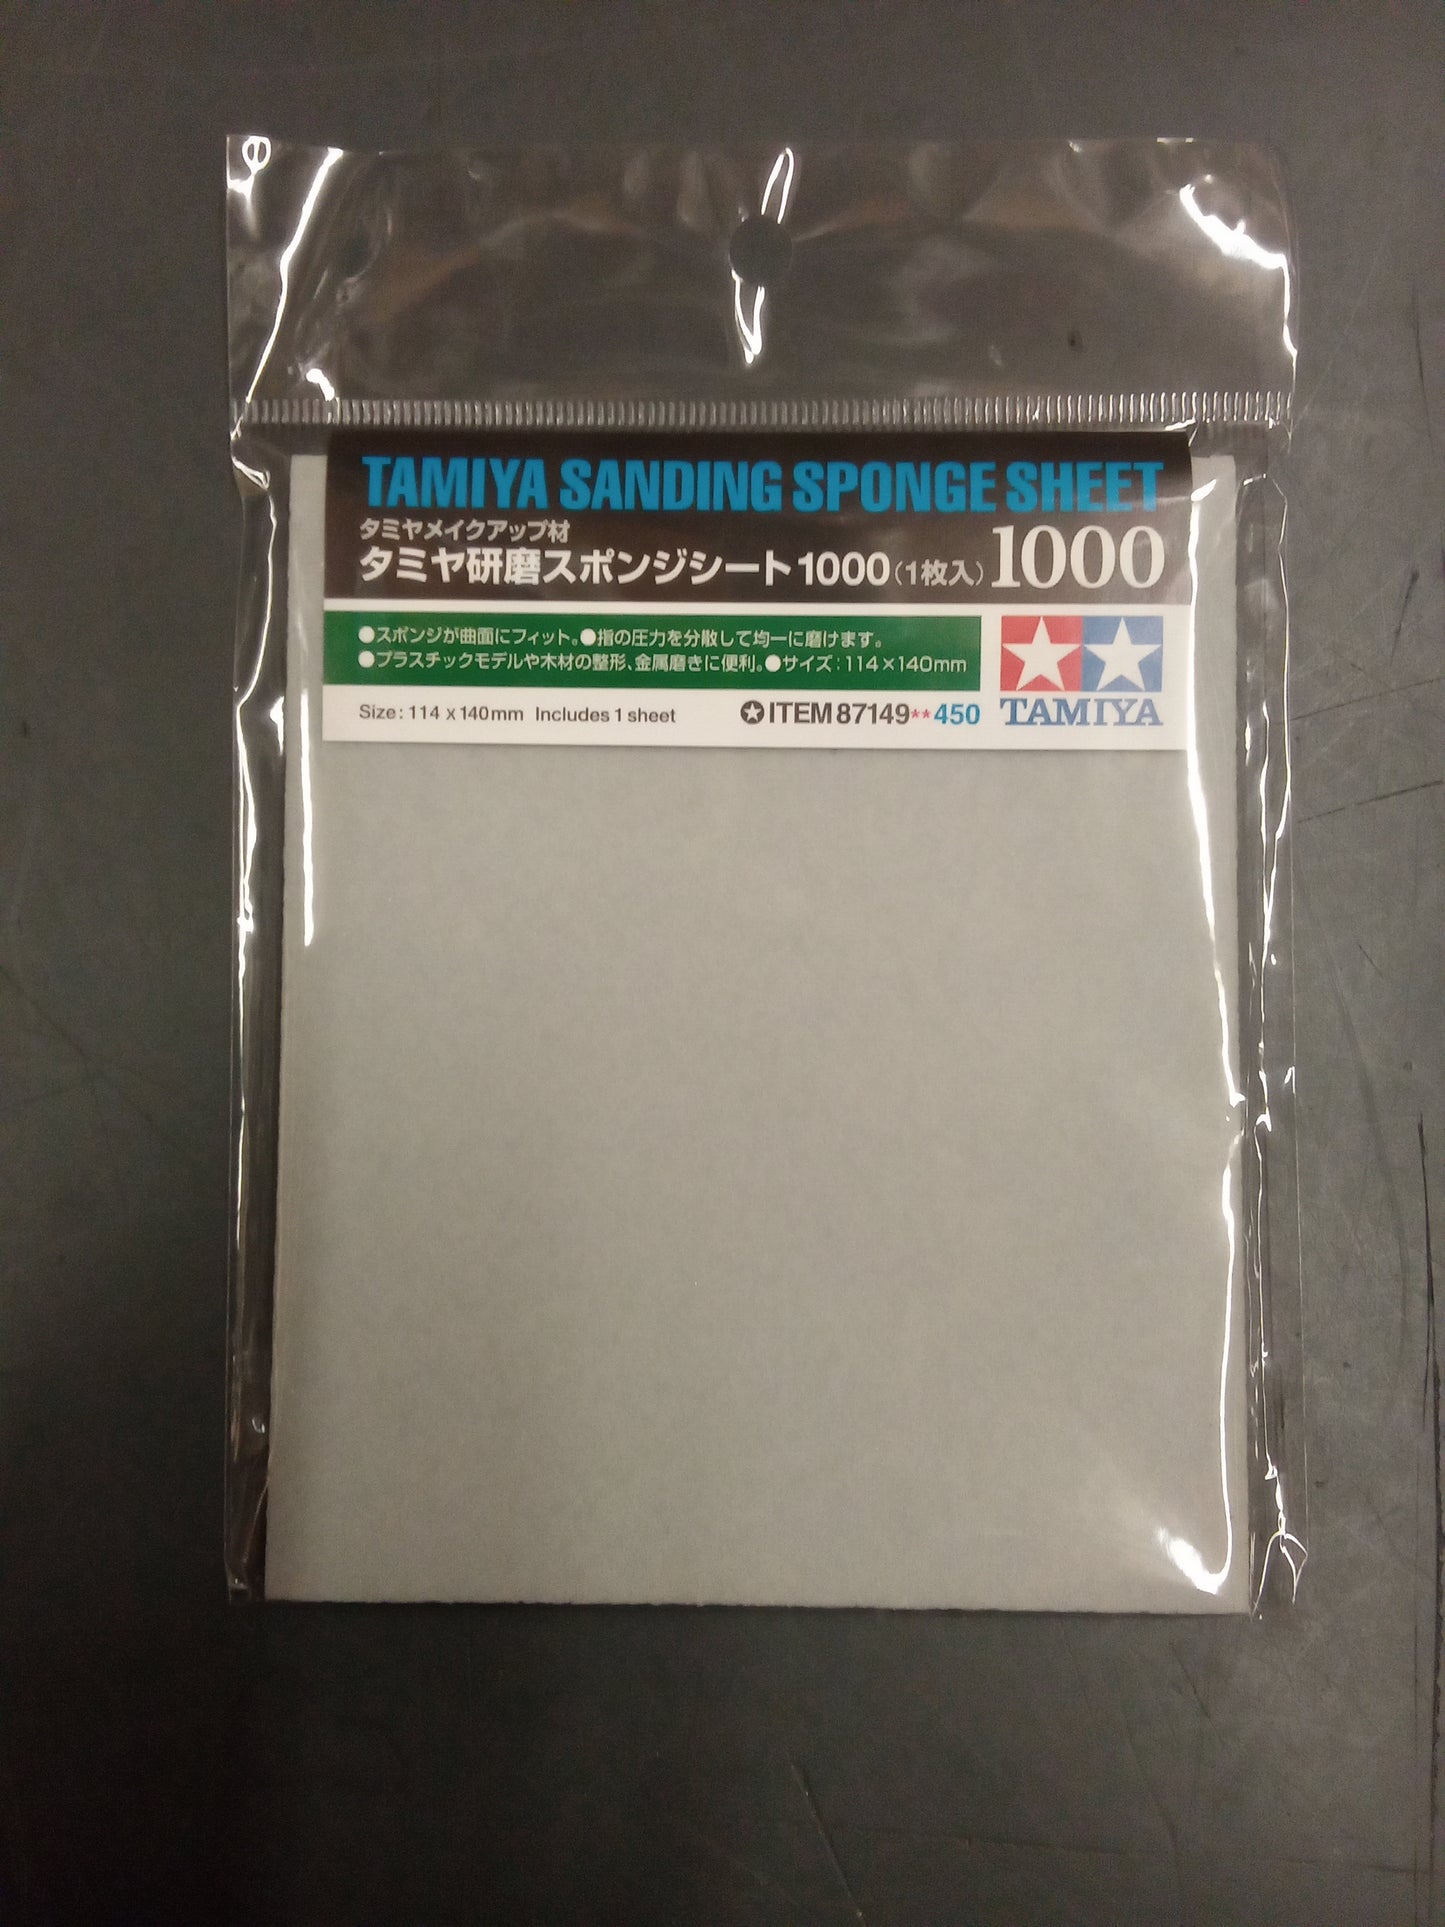 TAMIYA SANDING SPONGE SHEET
タミヤメイクアップ材
タミヤ研磨スポンジシート1000(1枚入) 1000
●スポンジが曲面にフィット。●指の圧力を分散して均一に磨けます。
●プラスチックモデルや木材の整形、金属磨きに便利。●サイズ:114×140mm
Size: 114 x 140mm Includes 1 sheet ✪ITEM 87149**450
TAMIYA